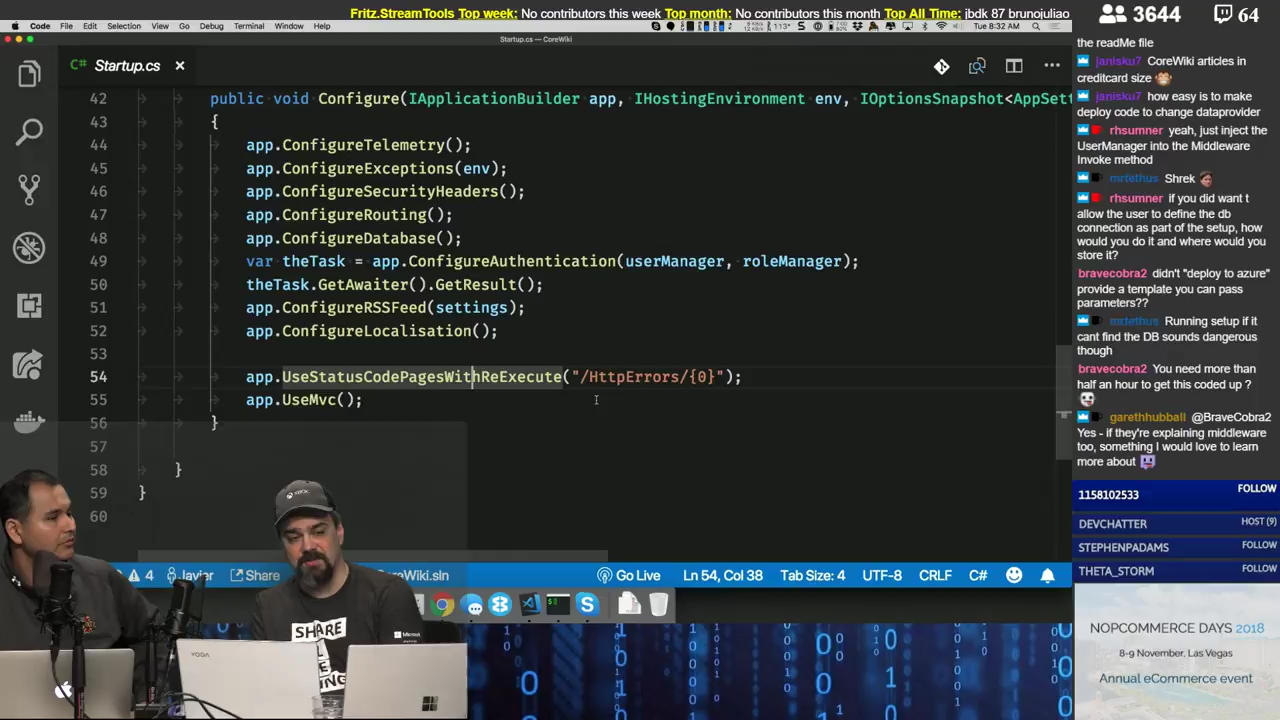 Fritz.StreamTools Top week: No contributors this week Top month: No contributors this month Top All Time: jbdk 87 brunojuliao
3644
64
Code File Edit Selection View Go Debug Terminal Window Help
Tue 8:32 AM
Startup.cs — CoreWiki
C# Startup.cs
42 public void Configure(IApplicationBuilder app, IHostingEnvironment env, IOptionsSnapshot<AppSett
43 {
44 app.ConfigureTelemetry();
45 app.ConfigureExceptions(env);
46 app.ConfigureSecurityHeaders();
47 app.ConfigureRouting();
48 app.ConfigureDatabase();
49 var theTask = app.ConfigureAuthentication(userManager, roleManager);
50 theTask.GetAwaiter().GetResult();
51 app.ConfigureRSSFeed(settings);
52 app.ConfigureLocalisation();
53
54 app.UseStatusCodePagesWithReExecute("/HttpErrors/{0}");
55 app.UseMvc();
56 }
57
58 }
59 }
60
4 Javier Share CoreWiki.sln Go Live Ln 54, Col 38 Tab Size: 4 UTF-8 CRLF C#
the readMe file
janisku7 CoreWiki articles in
creditcard size
janisku7 how easy is to make
deploy code to change dataprovider
rhsumner yeah, just inject the
UserManager into the Middleware
Invoke method
mrtethus Shrek
rhsumner if you did want t
allow the user to define the db
connection as part of the setup, how
would you do it and where would you
store it?
bravecobra2 didn't "deploy to azure"
provide a template you can pass
parameters??
mrtethus Running setup if it
cant find the DB sounds dangerous
though
bravecobra2 You need more than
half an hour to get this coded up ?
garethhubball @BraveCobra2
Yes - if they're explaining middleware
too, something I would love to learn
more about
1158102533 FOLLOW
DEVCHATTER HOST (9)
STEPHENPADAMS FOLLOW
THETA_STORM FOLLOW
NOPCOMMERCE DAYS 2018
8-9 November, Las Vegas
Annual eCommerce event
SHARE
Microsoft
YOGA